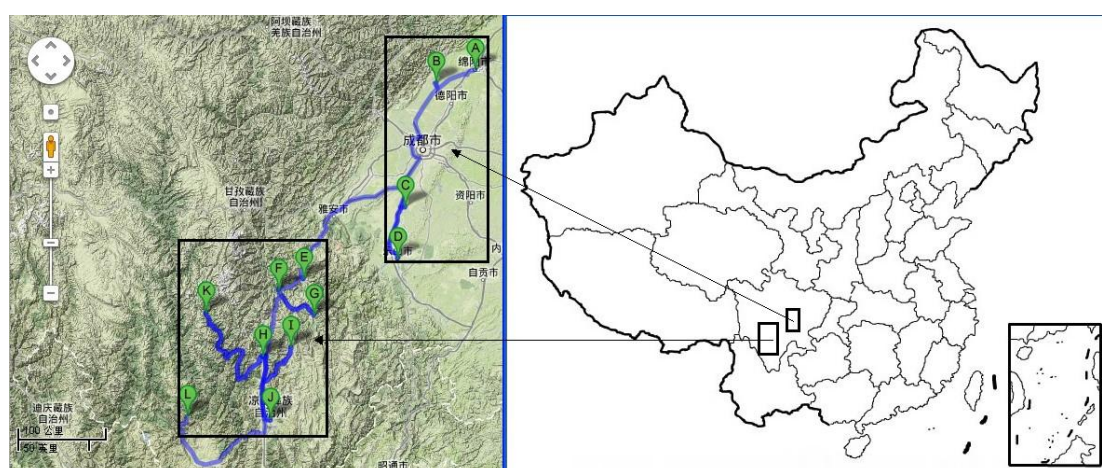 阿坝藏族
羌族自治州
A
绵阳市
B
德阳市
成都市
C
甘孜藏族
自治州
资阳市
雅安市
D
内
自贡市
E
F
G
K
I
H
J
L
迪庆藏族
自治州
100 公里
50 英里
昭通市